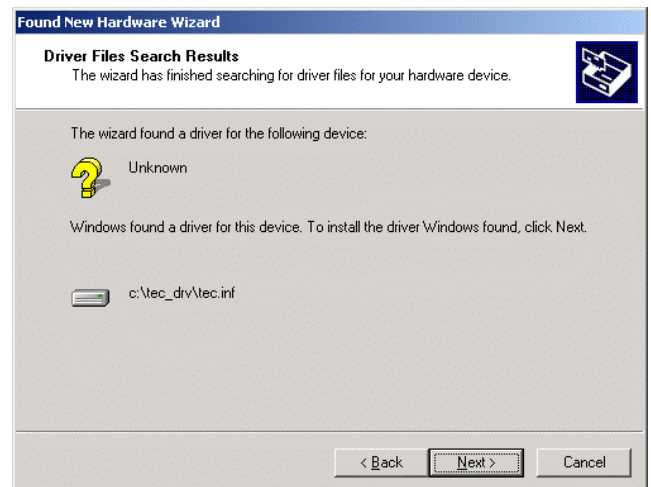 Found New Hardware Wizard
Driver Files Search Results
The wizard has finished searching for driver files for your hardware device.
The wizard found a driver for the following device:
Unknown
Windows found a driver for this device. To install the driver Windows found, click Next.
c:\tec_drv\tec.inf
< Back
Next >
Cancel